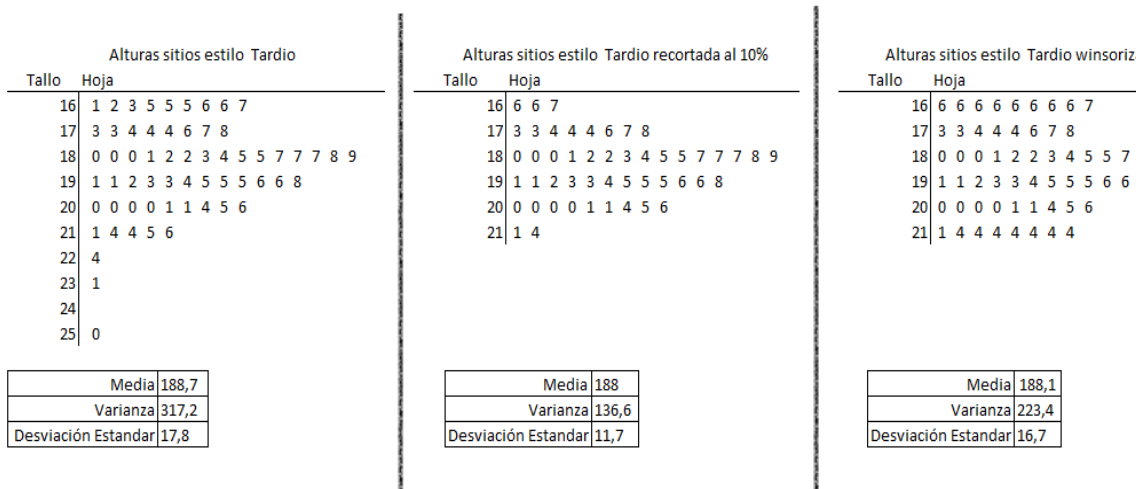 Alturas sitios estilo Tardio
Tallo Hoja
16 1 2 3 5 5 5 6 6 7
17 3 3 4 4 4 6 7 8
18 0 0 0 1 2 2 3 4 5 5 7 7 7 8 9
19 1 1 2 3 3 4 5 5 5 6 6 8
20 0 0 0 0 1 1 4 5 6
21 1 4 4 5 6
22 4
23 1
24
25 0
Media 188,7
Varianza 317,2
Desviación Estandar 17,8
Alturas sitios estilo Tardio recortada al 10%
Tallo Hoja
16 6 6 7
17 3 3 4 4 4 6 7 8
18 0 0 0 1 2 2 3 4 5 5 7 7 7 8 9
19 1 1 2 3 3 4 5 5 5 6 6 8
20 0 0 0 0 1 1 4 5 6
21 1 4
Media 188
Varianza 136,6
Desviación Estandar 11,7
Alturas sitios estilo Tardio winsoriza
Tallo Hoja
16 6 6 6 6 6 6 6 6 7
17 3 3 4 4 4 6 7 8
18 0 0 0 1 2 2 3 4 5 5 7
19 1 1 2 3 3 4 5 5 5 6 6
20 0 0 0 0 1 1 4 5 6
21 1 4 4 4 4 4 4 4
Media 188,1
Varianza 223,4
Desviación Estandar 16,7